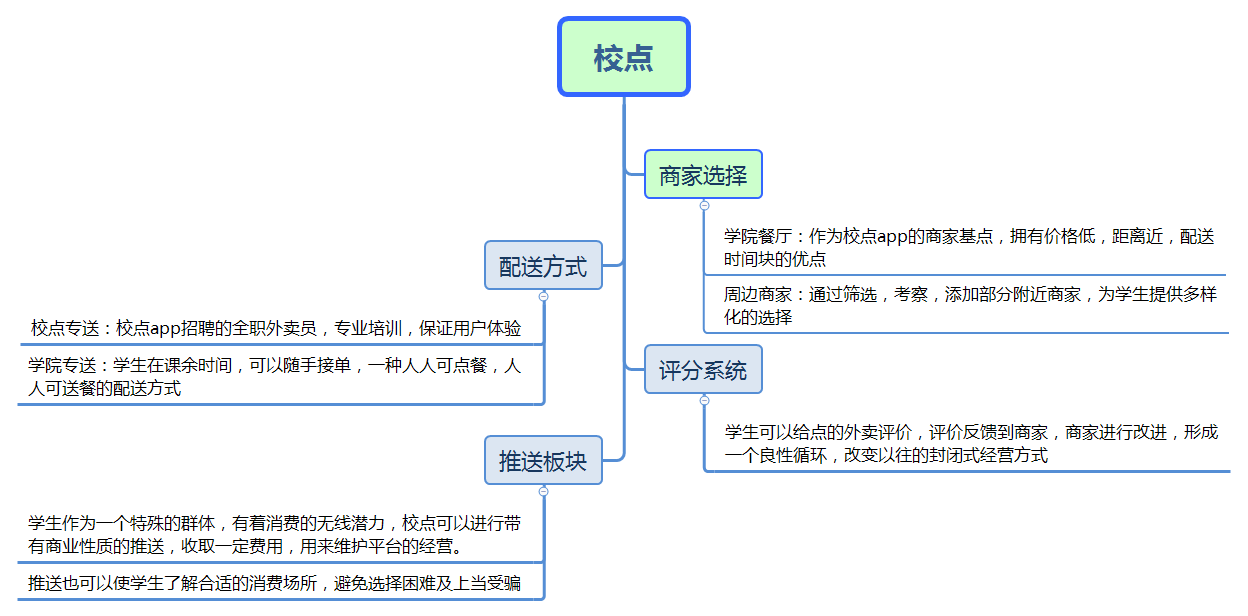 校点
商家选择
学院餐厅：作为校点app的商家基点，拥有价格低，距离近，配送
时间块的优点
周边商家：通过筛选，考察，添加部分附近商家，为学生提供多样
化的选择
配送方式
校点专送：校点app招聘的全职外卖员，专业培训，保证用户体验
学院专送：学生在课余时间，可以随手接单，一种人人可点餐，人
人可送餐的配送方式
评分系统
学生可以给点的外卖评价，评价反馈到商家，商家进行改进，形成
一个良性循环，改变以往的封闭式经营方式
推送板块
学生作为一个特殊的群体，有着消费的无线潜力，校点可以进行带
有商业性质的推送，收取一定费用，用来维护平台的经营。
推送也可以使学生了解合适的消费场所，避免选择困难及上当受骗